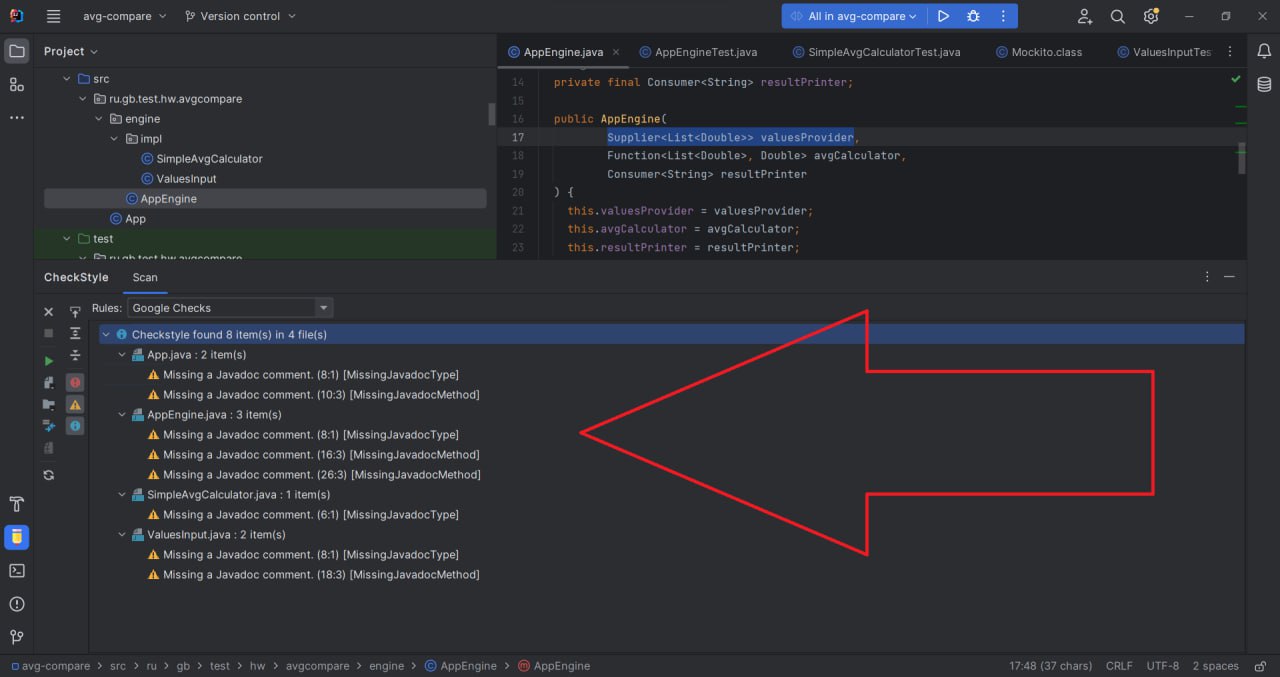 avg-compare Version control All in avg-compare
Project
AppEngine.java AppEngineTest.java SimpleAvgCalculatorTest.java Mockito.class ValuesInputTes
src
ru.gb.test.hw.avgcompare
engine
impl
SimpleAvgCalculator
ValuesInput
AppEngine
App
test
ru.gb.test.hw.avgcompare
14 private final Consumer<String> resultPrinter;
15
16 public AppEngine(
17 Supplier<List<Double>> valuesProvider,
18 Function<List<Double>, Double> avgCalculator,
19 Consumer<String> resultPrinter
20 ) {
21 this.valuesProvider = valuesProvider;
22 this.avgCalculator = avgCalculator;
23 this.resultPrinter = resultPrinter;
CheckStyle Scan
Rules: Google Checks
Checkstyle found 8 item(s) in 4 file(s)
App.java : 2 item(s)
Missing a Javadoc comment. (8:1) [MissingJavadocType]
Missing a Javadoc comment. (10:3) [MissingJavadocMethod]
AppEngine.java : 3 item(s)
Missing a Javadoc comment. (8:1) [MissingJavadocType]
Missing a Javadoc comment. (16:3) [MissingJavadocMethod]
Missing a Javadoc comment. (26:3) [MissingJavadocMethod]
SimpleAvgCalculator.java : 1 item(s)
Missing a Javadoc comment. (6:1) [MissingJavadocType]
ValuesInput.java : 2 item(s)
Missing a Javadoc comment. (8:1) [MissingJavadocType]
Missing a Javadoc comment. (18:3) [MissingJavadocMethod]
avg-compare > src > ru > gb > test > hw > avgcompare > engine > AppEngine > AppEngine 17:48 (37 chars) CRLF UTF-8 2 spaces